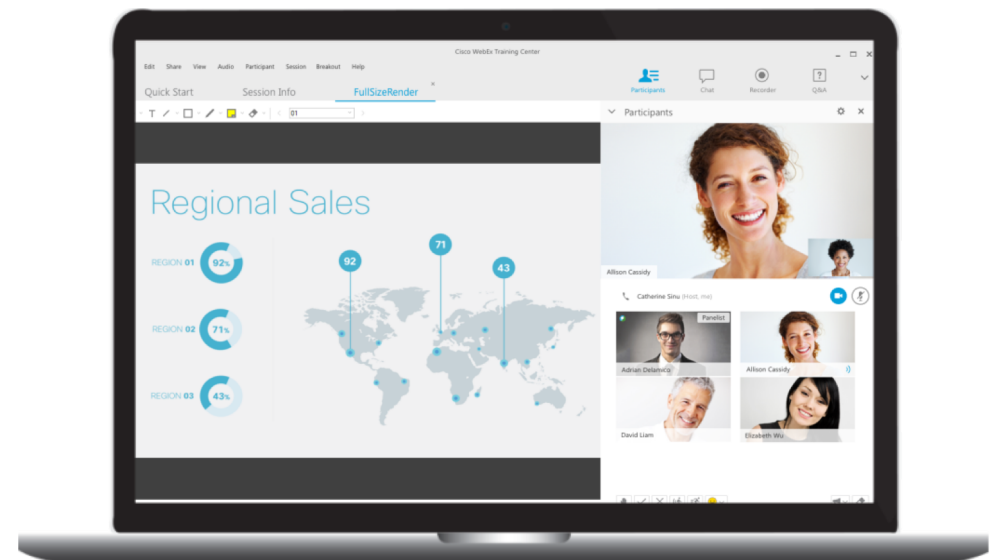 Cisco WebEx Training Center
Edit Share View Audio Participant Session Breakout Help
Quick Start Session Info FullSizeRender
Participants Chat Recorder Q&A
T 01
Participants
Regional Sales
REGION 01 92%
REGION 02 71%
REGION 03 43%
92 71 43
Allison Cassidy
Catherine Sinu (Host, me)
Panelist
Adrian Delamico Allison Cassidy
David Liam Elizabeth Wu